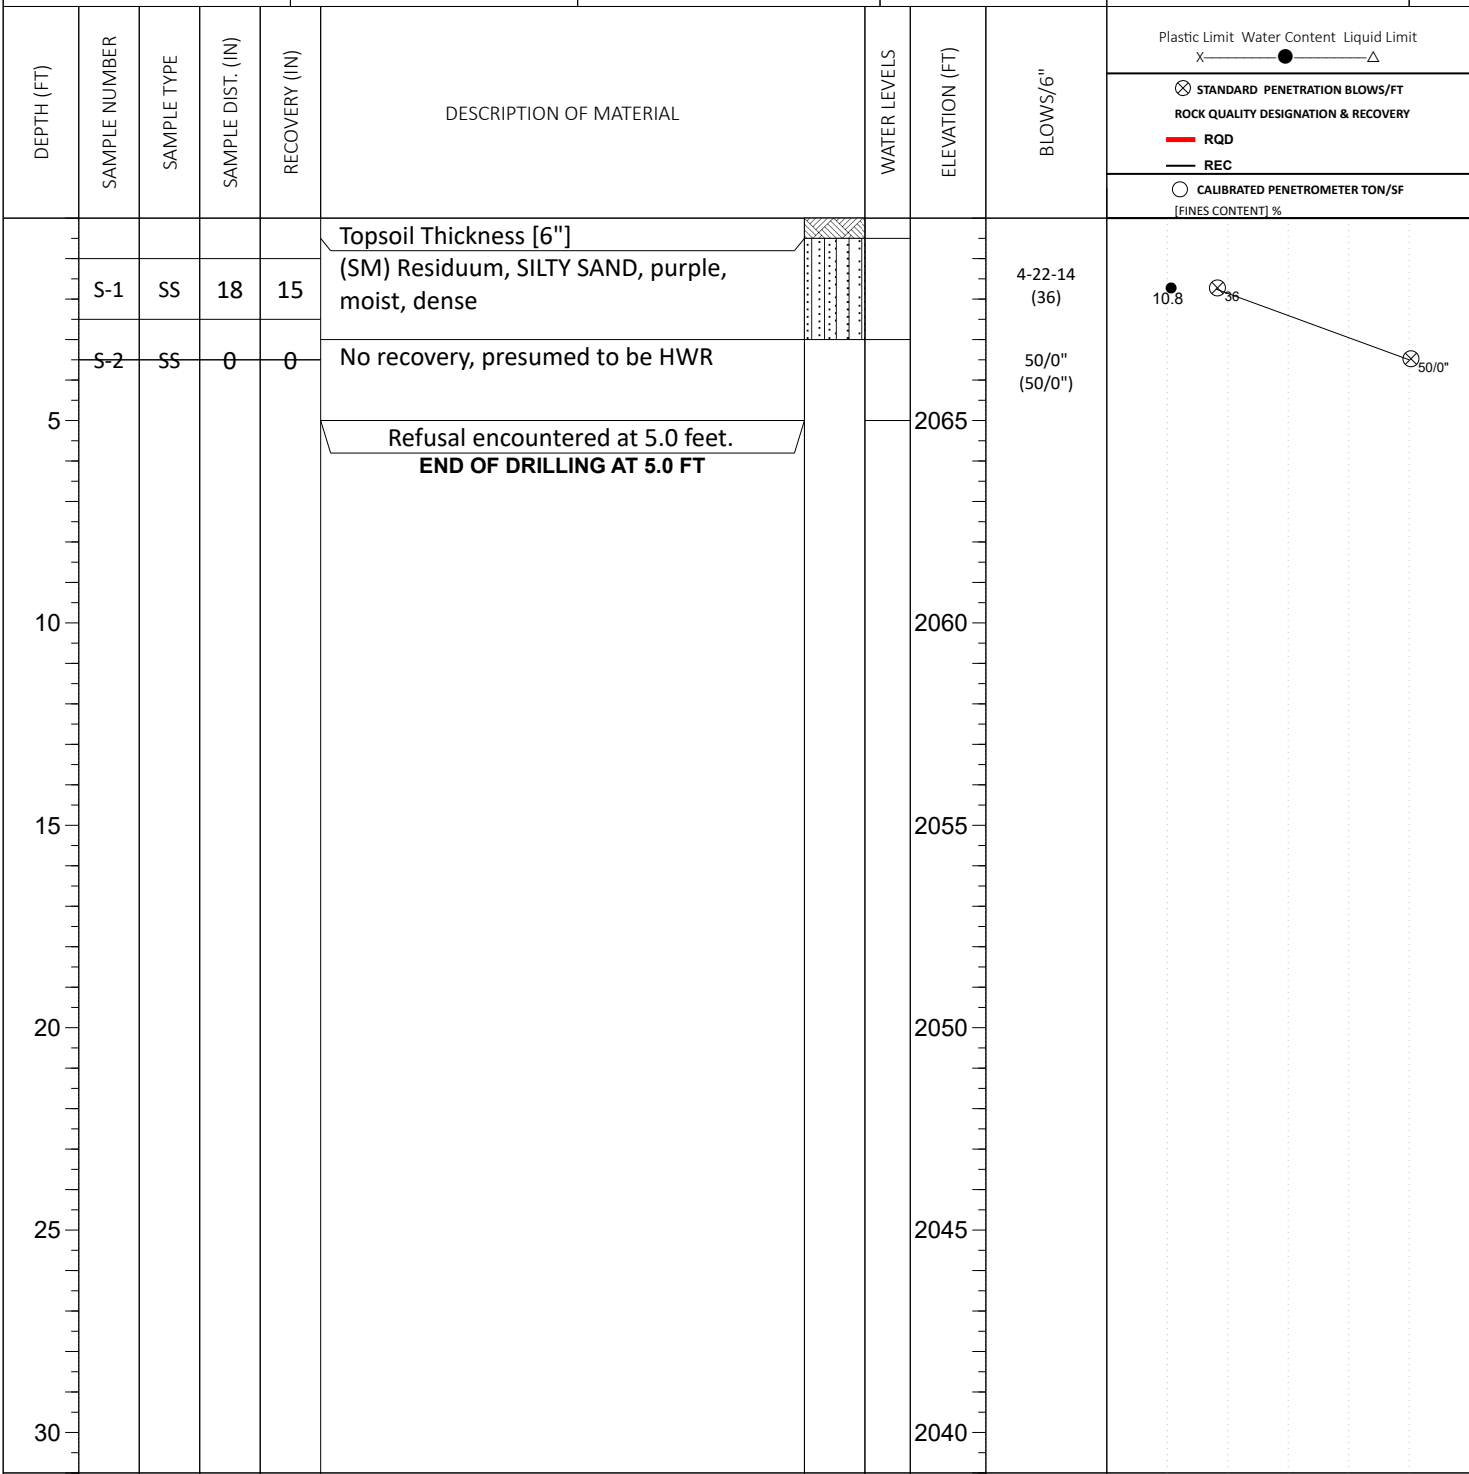 DEPTH (FT)
SAMPLE NUMBER
SAMPLE TYPE
SAMPLE DIST. (IN)
RECOVERY (IN)
DESCRIPTION OF MATERIAL
WATER LEVELS
ELEVATION (FT)
BLOWS/6"
Plastic Limit Water Content Liquid Limit
X
STANDARD PENETRATION BLOWS/FT
ROCK QUALITY DESIGNATION & RECOVERY
RQD
REC
CALIBRATED PENETROMETER TON/SF
[FINES CONTENT] %
Topsoil Thickness [6"]
(SM) Residuum, SILTY SAND, purple,
moist, dense
S-1 SS 18 15
4-22-14
(36)
10.8
36
S-2 SS 0 0 No recovery, presumed to be HWR
50/0"
(50/0")
50/0"
5 2065
Refusal encountered at 5.0 feet.
END OF DRILLING AT 5.0 FT
10 2060
15 2055
20 2050
25 2045
30 2040